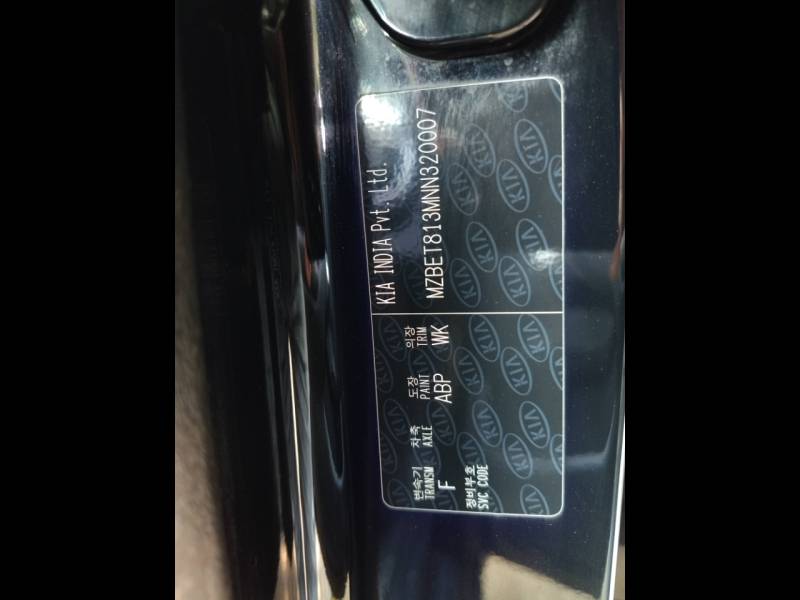 변속기 차축 도장 의장
TRANSM AXLE PAINT TRIM
F ABP WK
정비부호
SVC CODE
KIA INDIA Pvt. Ltd.
MZBET813MNN320007